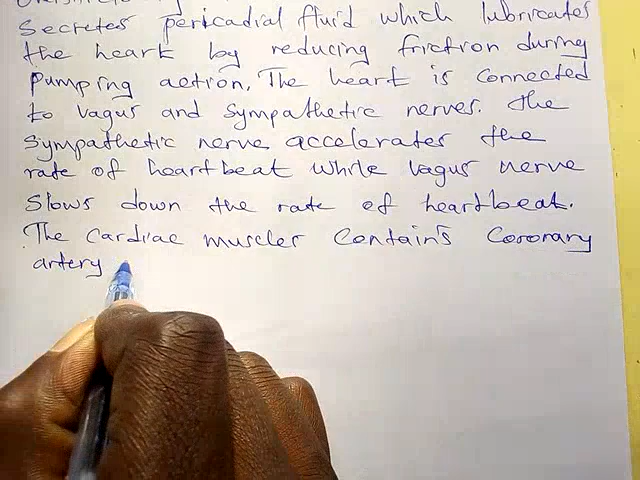 Secretes pericadial fluid which lubricates
the heart by reducing friction during
pumping action. The heart is connected
to vagus and sympathetic nerves. The
sympathetic nerve accelerates the
rate of heartbeat while vagus nerve
slows down the rate of heartbeat.
The cardiac muscles contain's coronary
artery